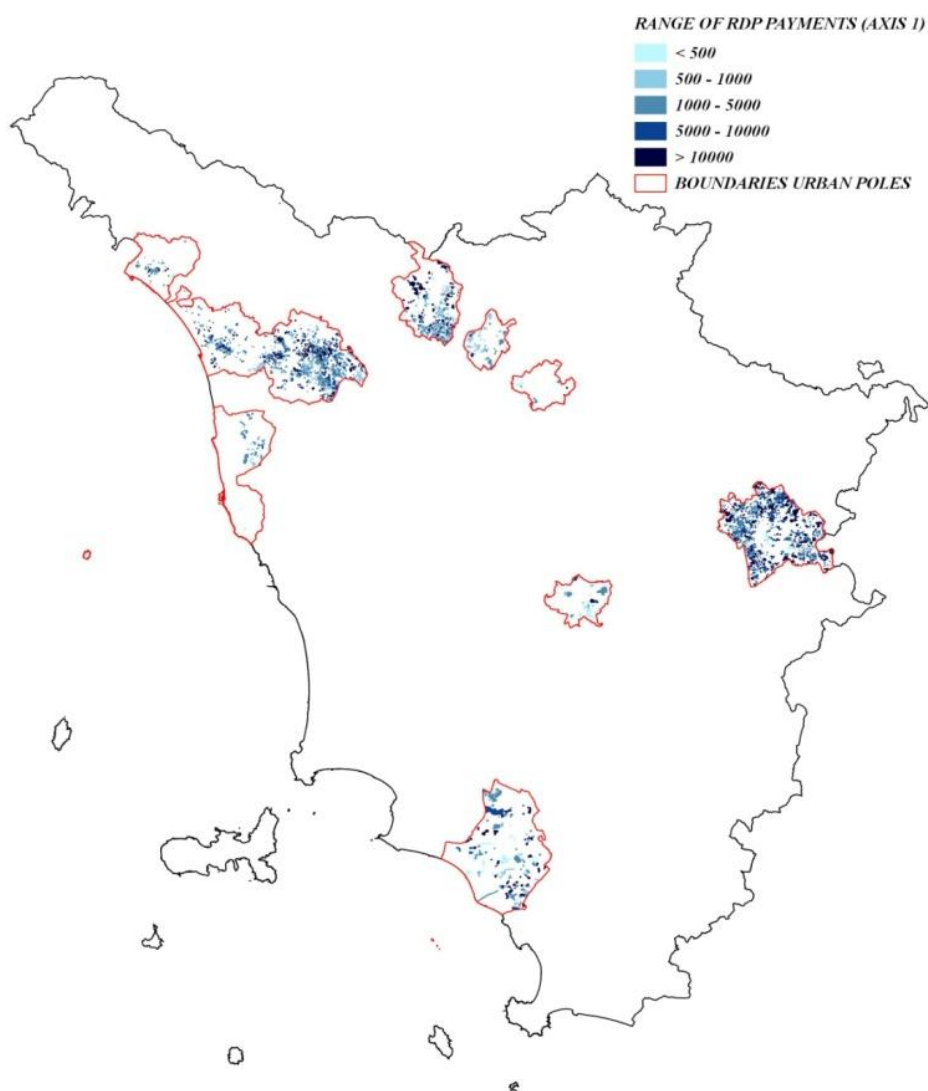 RANGE OF RDP PAYMENTS (AXIS 1)
< 500
500 - 1000
1000 - 5000
5000 - 10000
> 10000
BOUNDARIES URBAN POLES